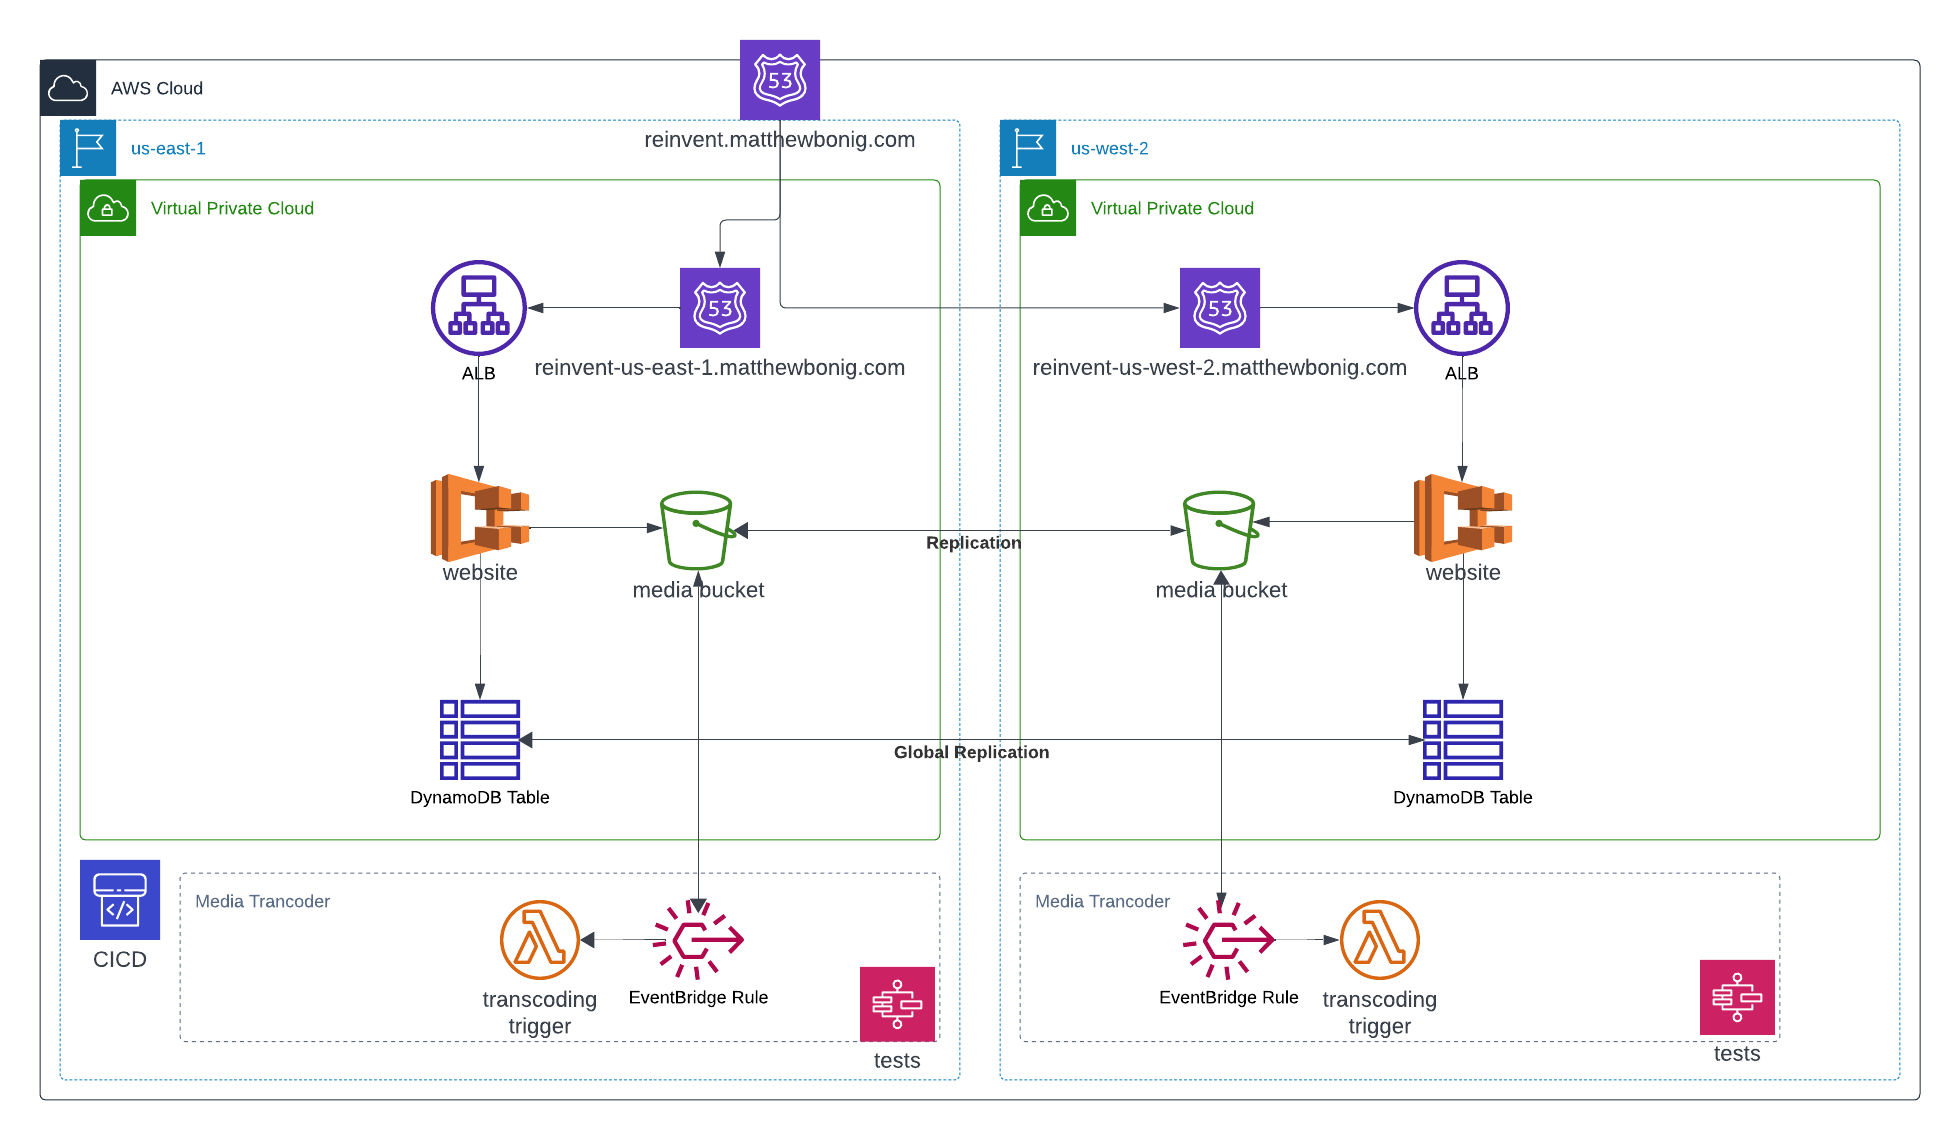 53
AWS Cloud
reinvent.matthewbonig.com
us-east-1
us-west-2
Virtual Private Cloud
Virtual Private Cloud
53
53
ALB
reinvent-us-east-1.matthewbonig.com
reinvent-us-west-2.matthewbonig.com
ALB
Replication
website
media bucket
media bucket
website
Global Replication
DynamoDB Table
DynamoDB Table
</>
CICD
Media Trancoder
Media Trancoder
transcoding
trigger
EventBridge Rule
EventBridge Rule
transcoding
trigger
tests
tests